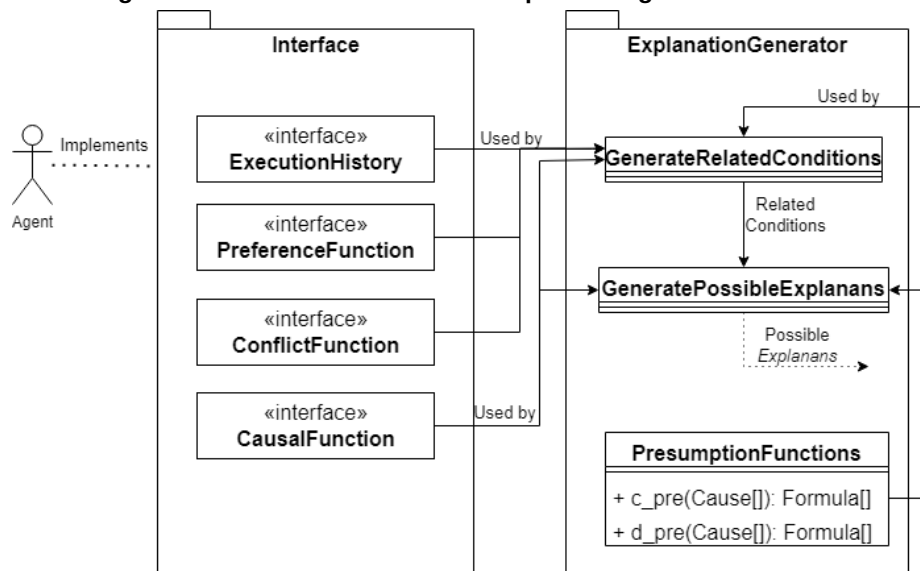 Interface
ExplanationGenerator
Used by
Implements
Agent
«interface»
ExecutionHistory
Used by
GenerateRelatedConditions
«interface»
PreferenceFunction
Related
Conditions
GeneratePossibleExplanans
«interface»
ConflictFunction
Possible
Explanans
«interface»
CausalFunction
Used by
PresumptionFunctions
+ c_pre(Cause[]): Formula[]
+ d_pre(Cause[]): Formula[]